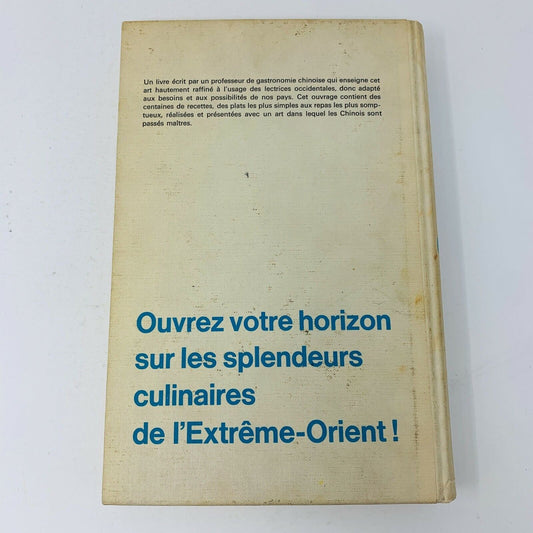 Un livre écrit par un professeur de gastronomie chinoise qui enseigne cet
art hautement raffiné à l'usage des lectrices occidentales, donc adapté
aux besoins et aux possibilités de nos pays. Cet ouvrage contient des
centaines de recettes, des plats les plus simples aux repas les plus somp-
tueux, réalisées et présentées avec un art dans lequel les Chinois sont
passés maîtres.
Ouvrez votre horizon
sur les splendeurs
culinaires
de l'Extrême-Orient !